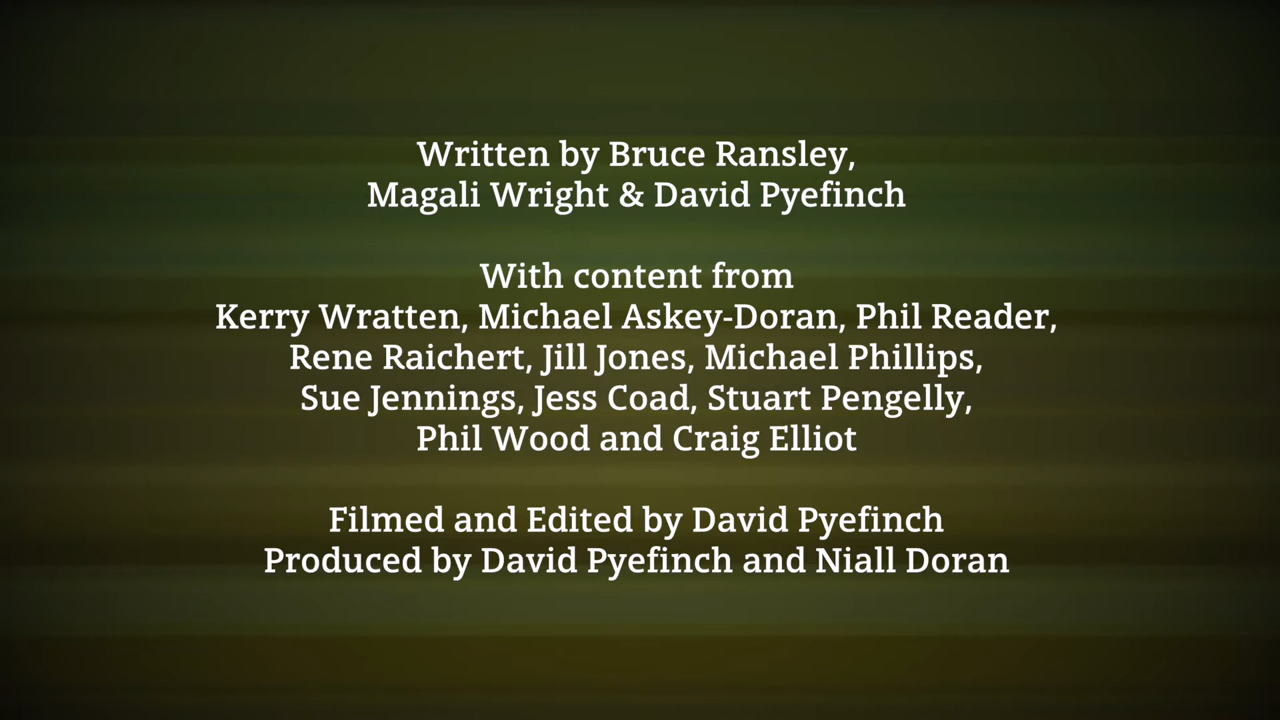 Written by Bruce Ransley,
Magali Wright & David Pyefinch
With content from
Kerry Wratten, Michael Askey-Doran, Phil Reader,
Rene Raichert, Jill Jones, Michael Phillips,
Sue Jennings, Jess Coad, Stuart Pengelly,
Phil Wood and Craig Elliot
Filmed and Edited by David Pyefinch
Produced by David Pyefinch and Niall Doran